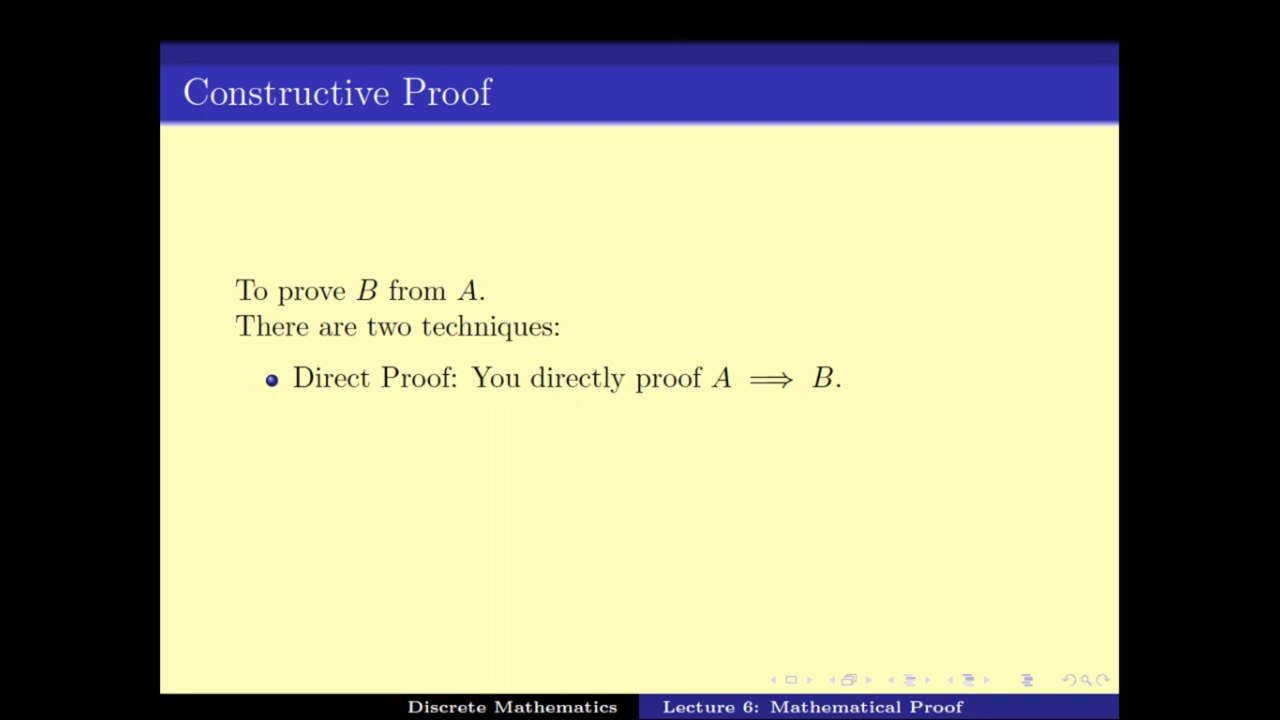 Constructive Proof
To prove B from A.
There are two techniques:
Direct Proof: You directly proof A ⟹ B.
Discrete Mathematics
Lecture 6: Mathematical Proof